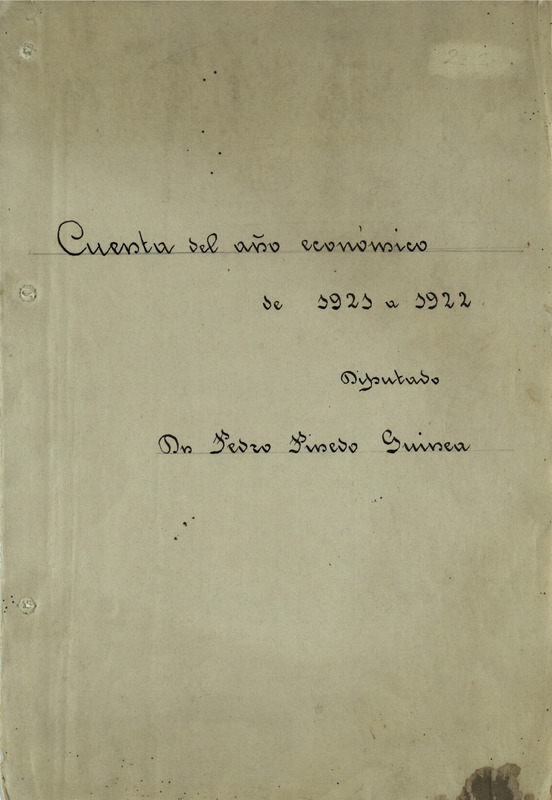 Cuenta del año económico
de 1921 a 1922
Diputado
Dn Pedro Pinedo Guinea